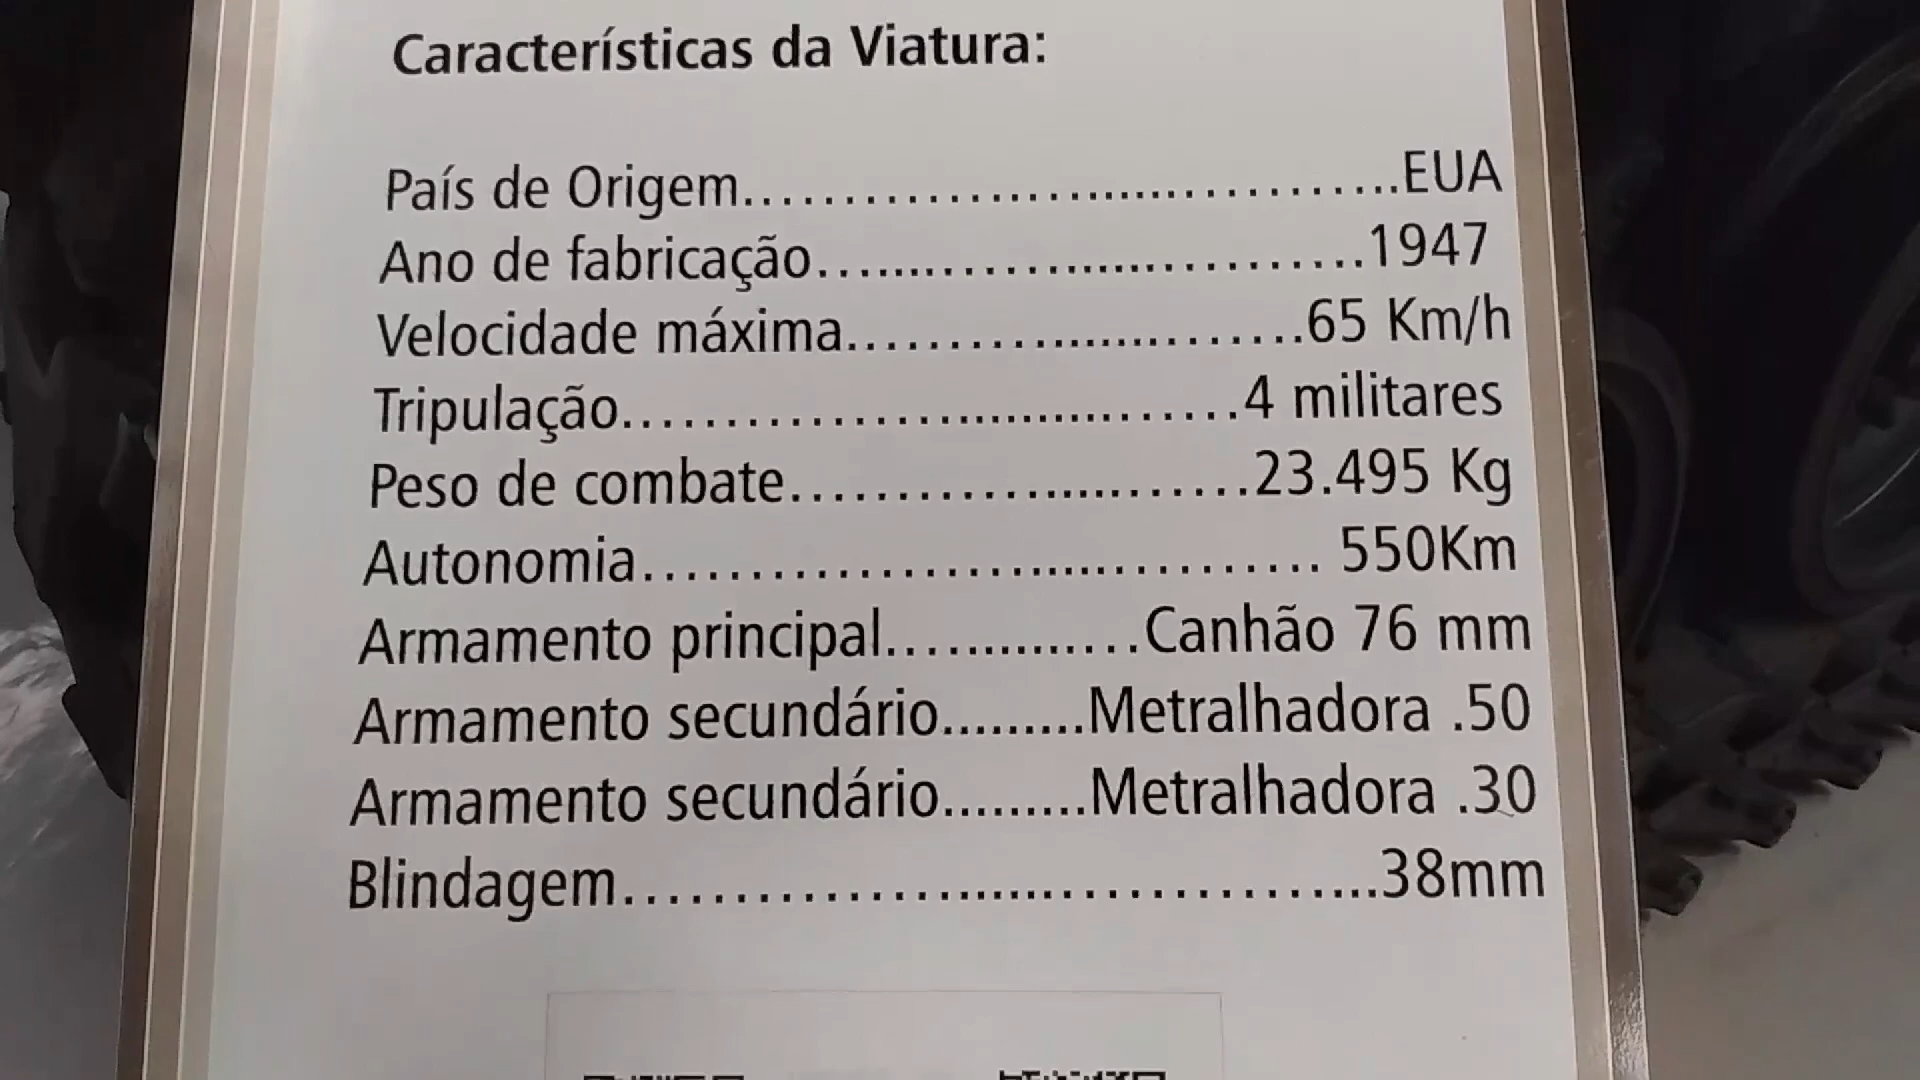 Características da Viatura:
País de Origem........................................EUA
Ano de fabricação....................................1947
Velocidade máxima..............................65 Km/h
Tripulação....................................4 militares
Peso de combate............................23.495 Kg
Autonomia........................................ 550Km
Armamento principal...............Canhão 76 mm
Armamento secundário.........Metralhadora .50
Armamento secundário.........Metralhadora .30
Blindagem...........................................38mm